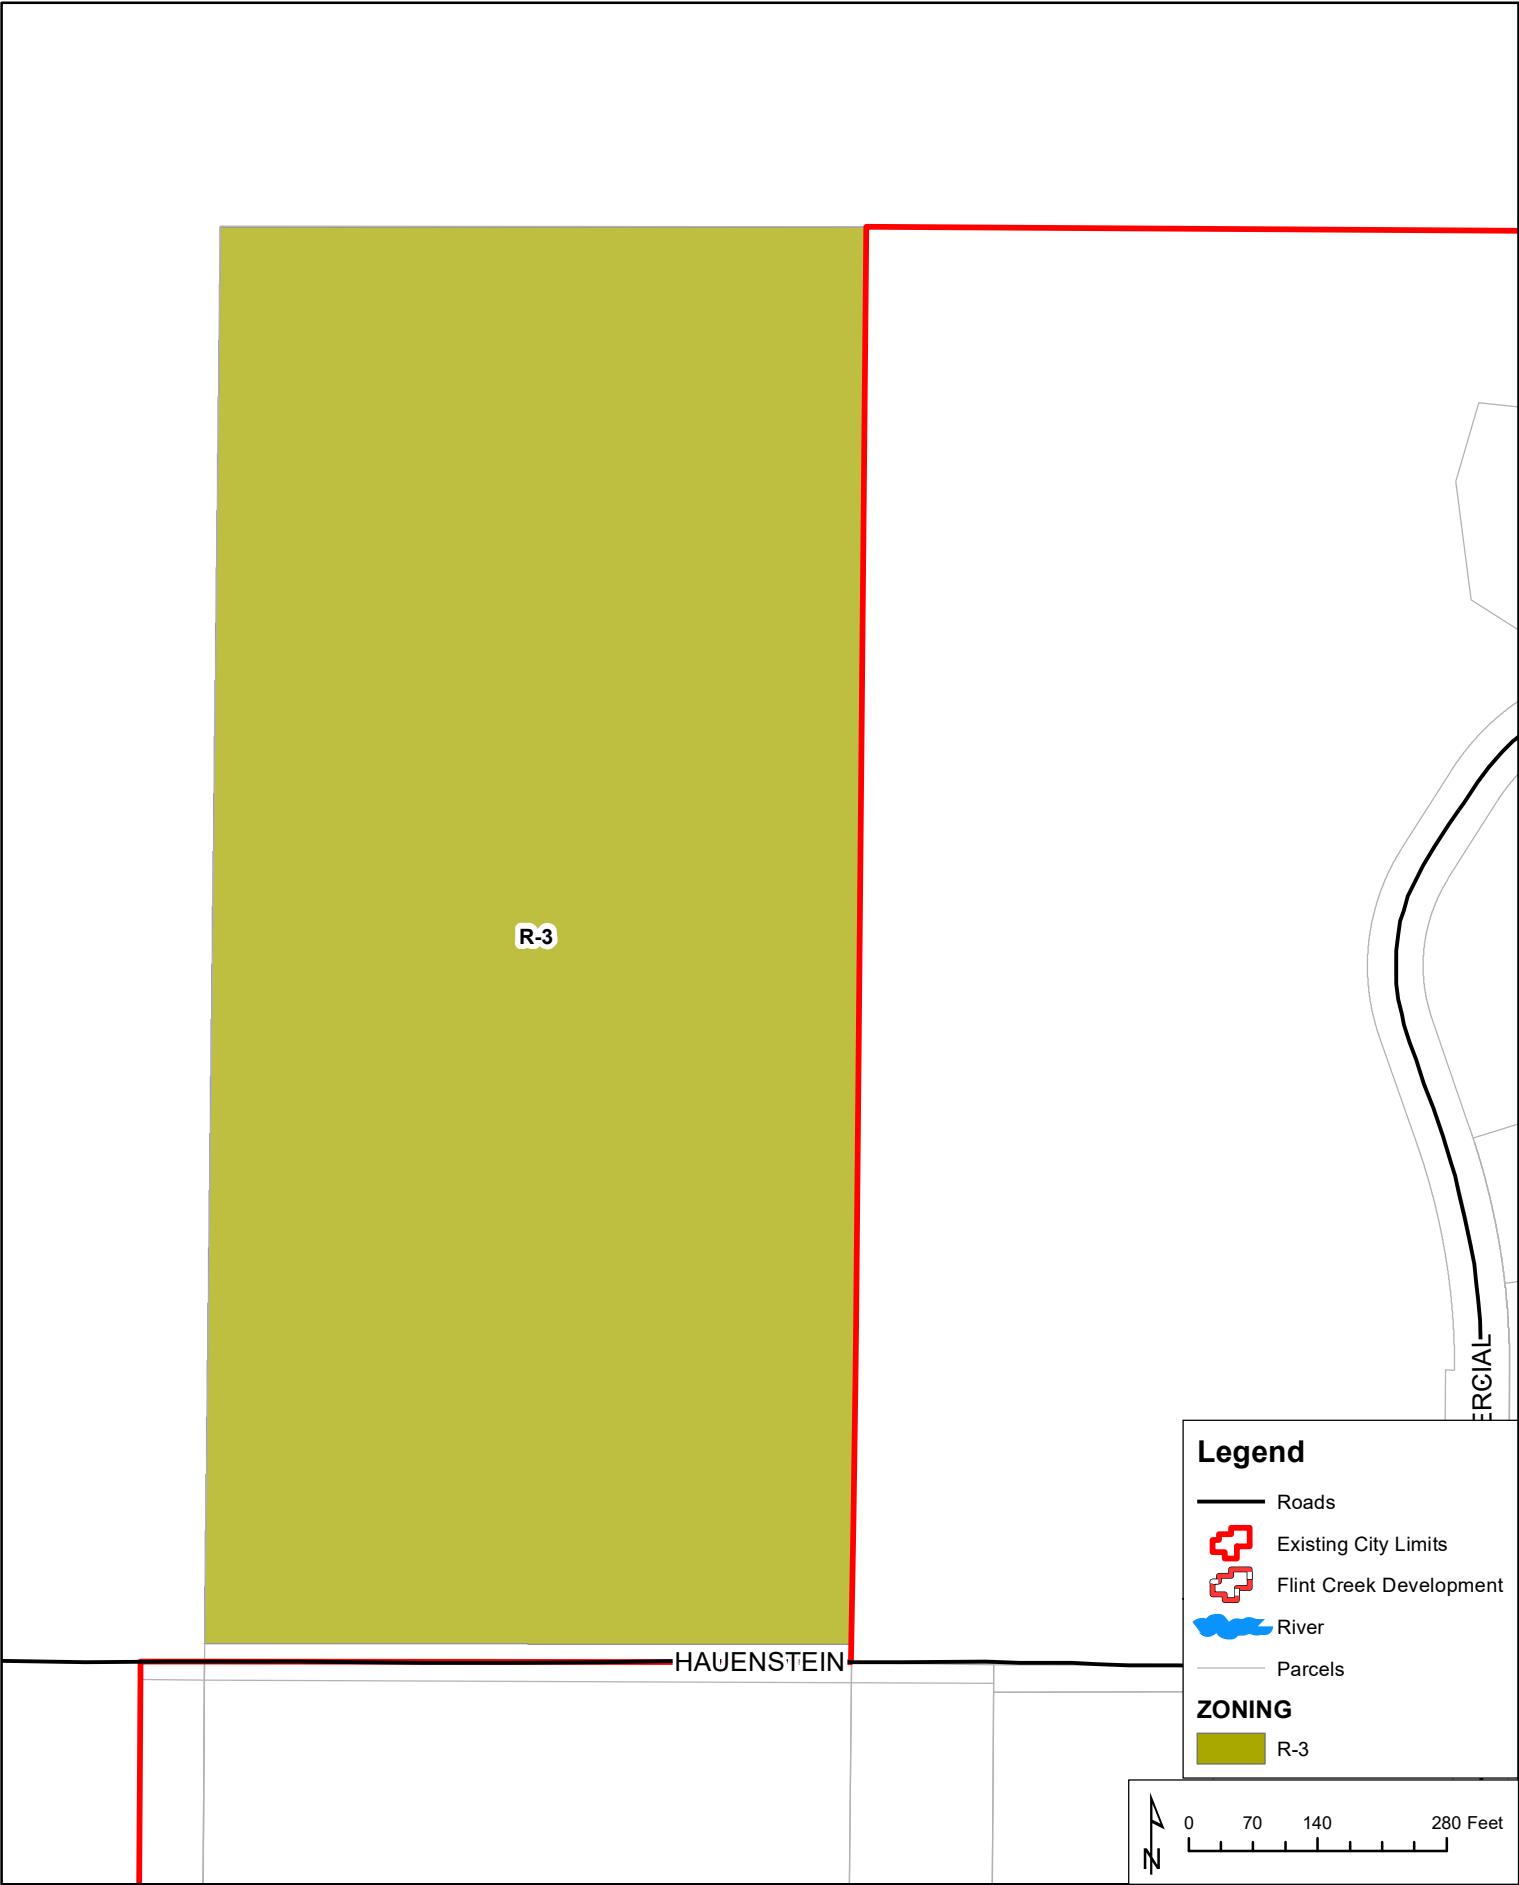 R-3
ERCIAL
HAUENSTEIN
Legend
Roads
Existing City Limits
Flint Creek Development
River
Parcels
ZONING
R-3
N
0 70 140 280 Feet